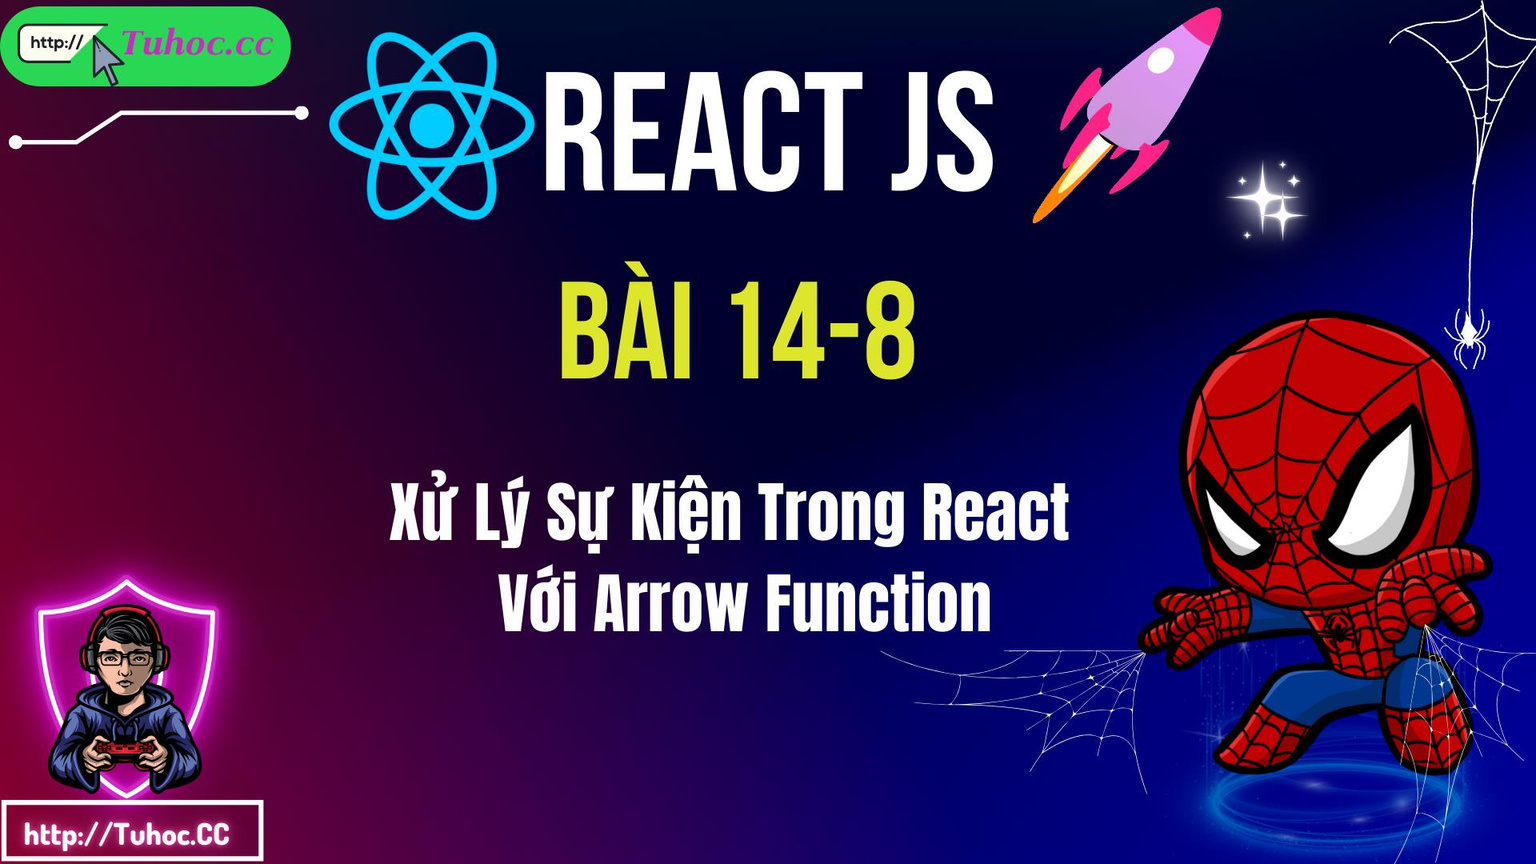 http://
Tuhoc.cc
REACT JS
BÀI 14-8
Xử Lý Sự Kiện Trong React
Với Arrow Function
http://Tuhoc.CC